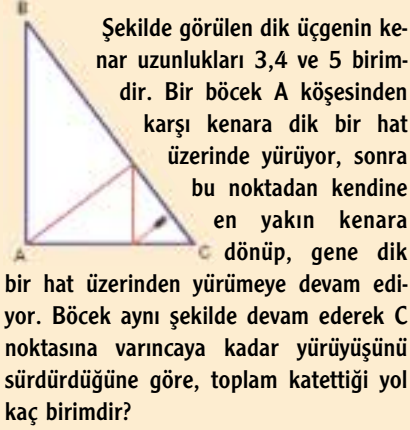 B
Şekilde görülen dik üçgenin ke-
nar uzunlukları 3,4 ve 5 birim-
dir. Bir böcek A köşesinden
karşı kenara dik bir hat
üzerinde yürüyor, sonra
bu noktadan kendine
en yakın kenara
A C dönüp, gene dik
bir hat üzerinden yürümeye devam edi-
yor. Böcek aynı şekilde devam ederek C
noktasına varıncaya kadar yürüyüşünü
sürdürdüğüne göre, toplam katettiği yol
kaç birimdir?